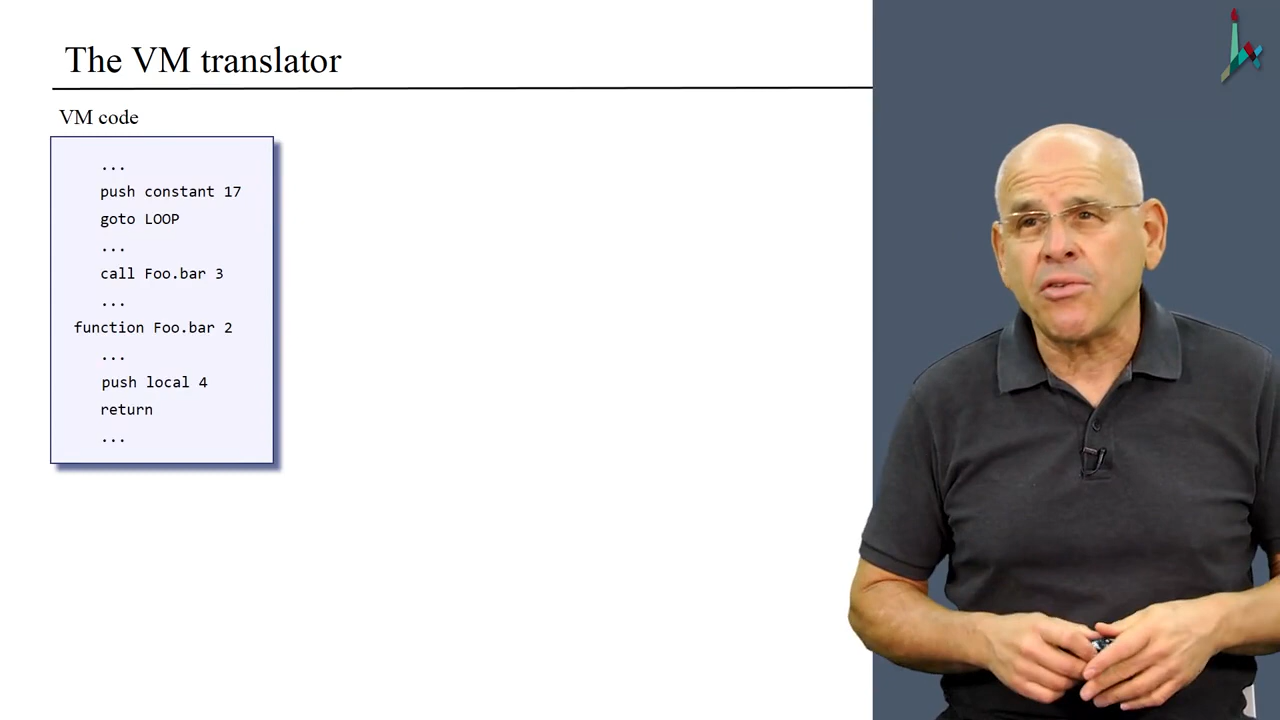 The VM translator
VM code
...
push constant 17
goto LOOP
...
call Foo.bar 3
...
function Foo.bar 2
...
push local 4
return
...